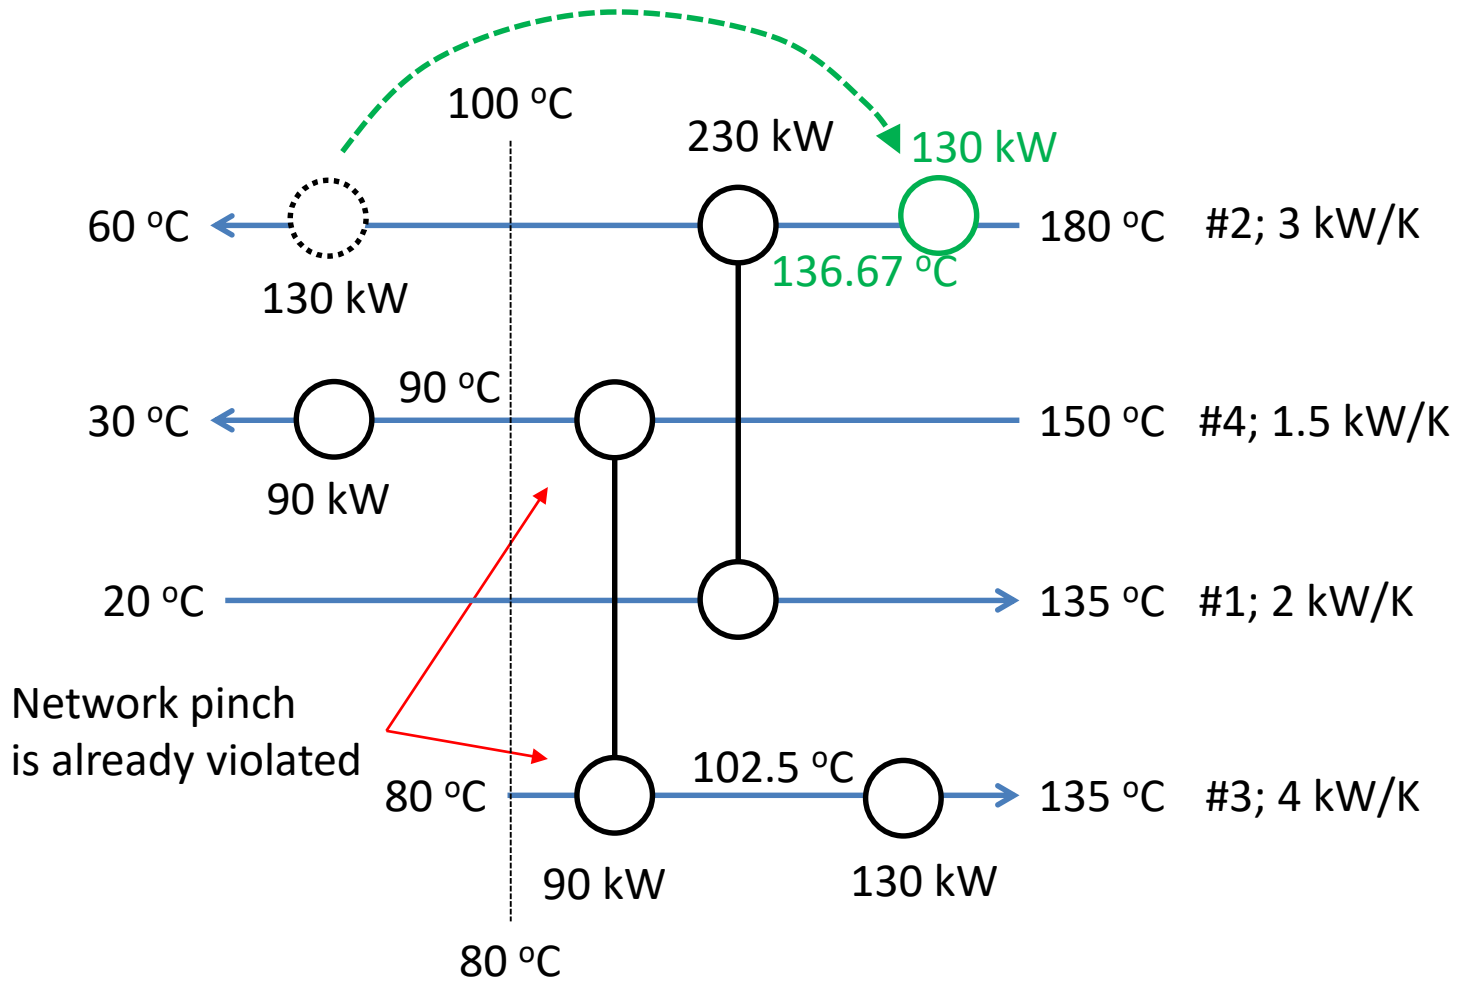 100 °C
230 kW
130 kW
60 °C
180 °C
#2; 3 kW/K
136.67 °C
130 kW
90 °C
30 °C
150 °C
#4; 1.5 kW/K
90 kW
20 °C
135 °C
#1; 2 kW/K
Network pinch
is already violated
102.5 °C
80 °C
135 °C
#3; 4 kW/K
90 kW
130 kW
80 °C